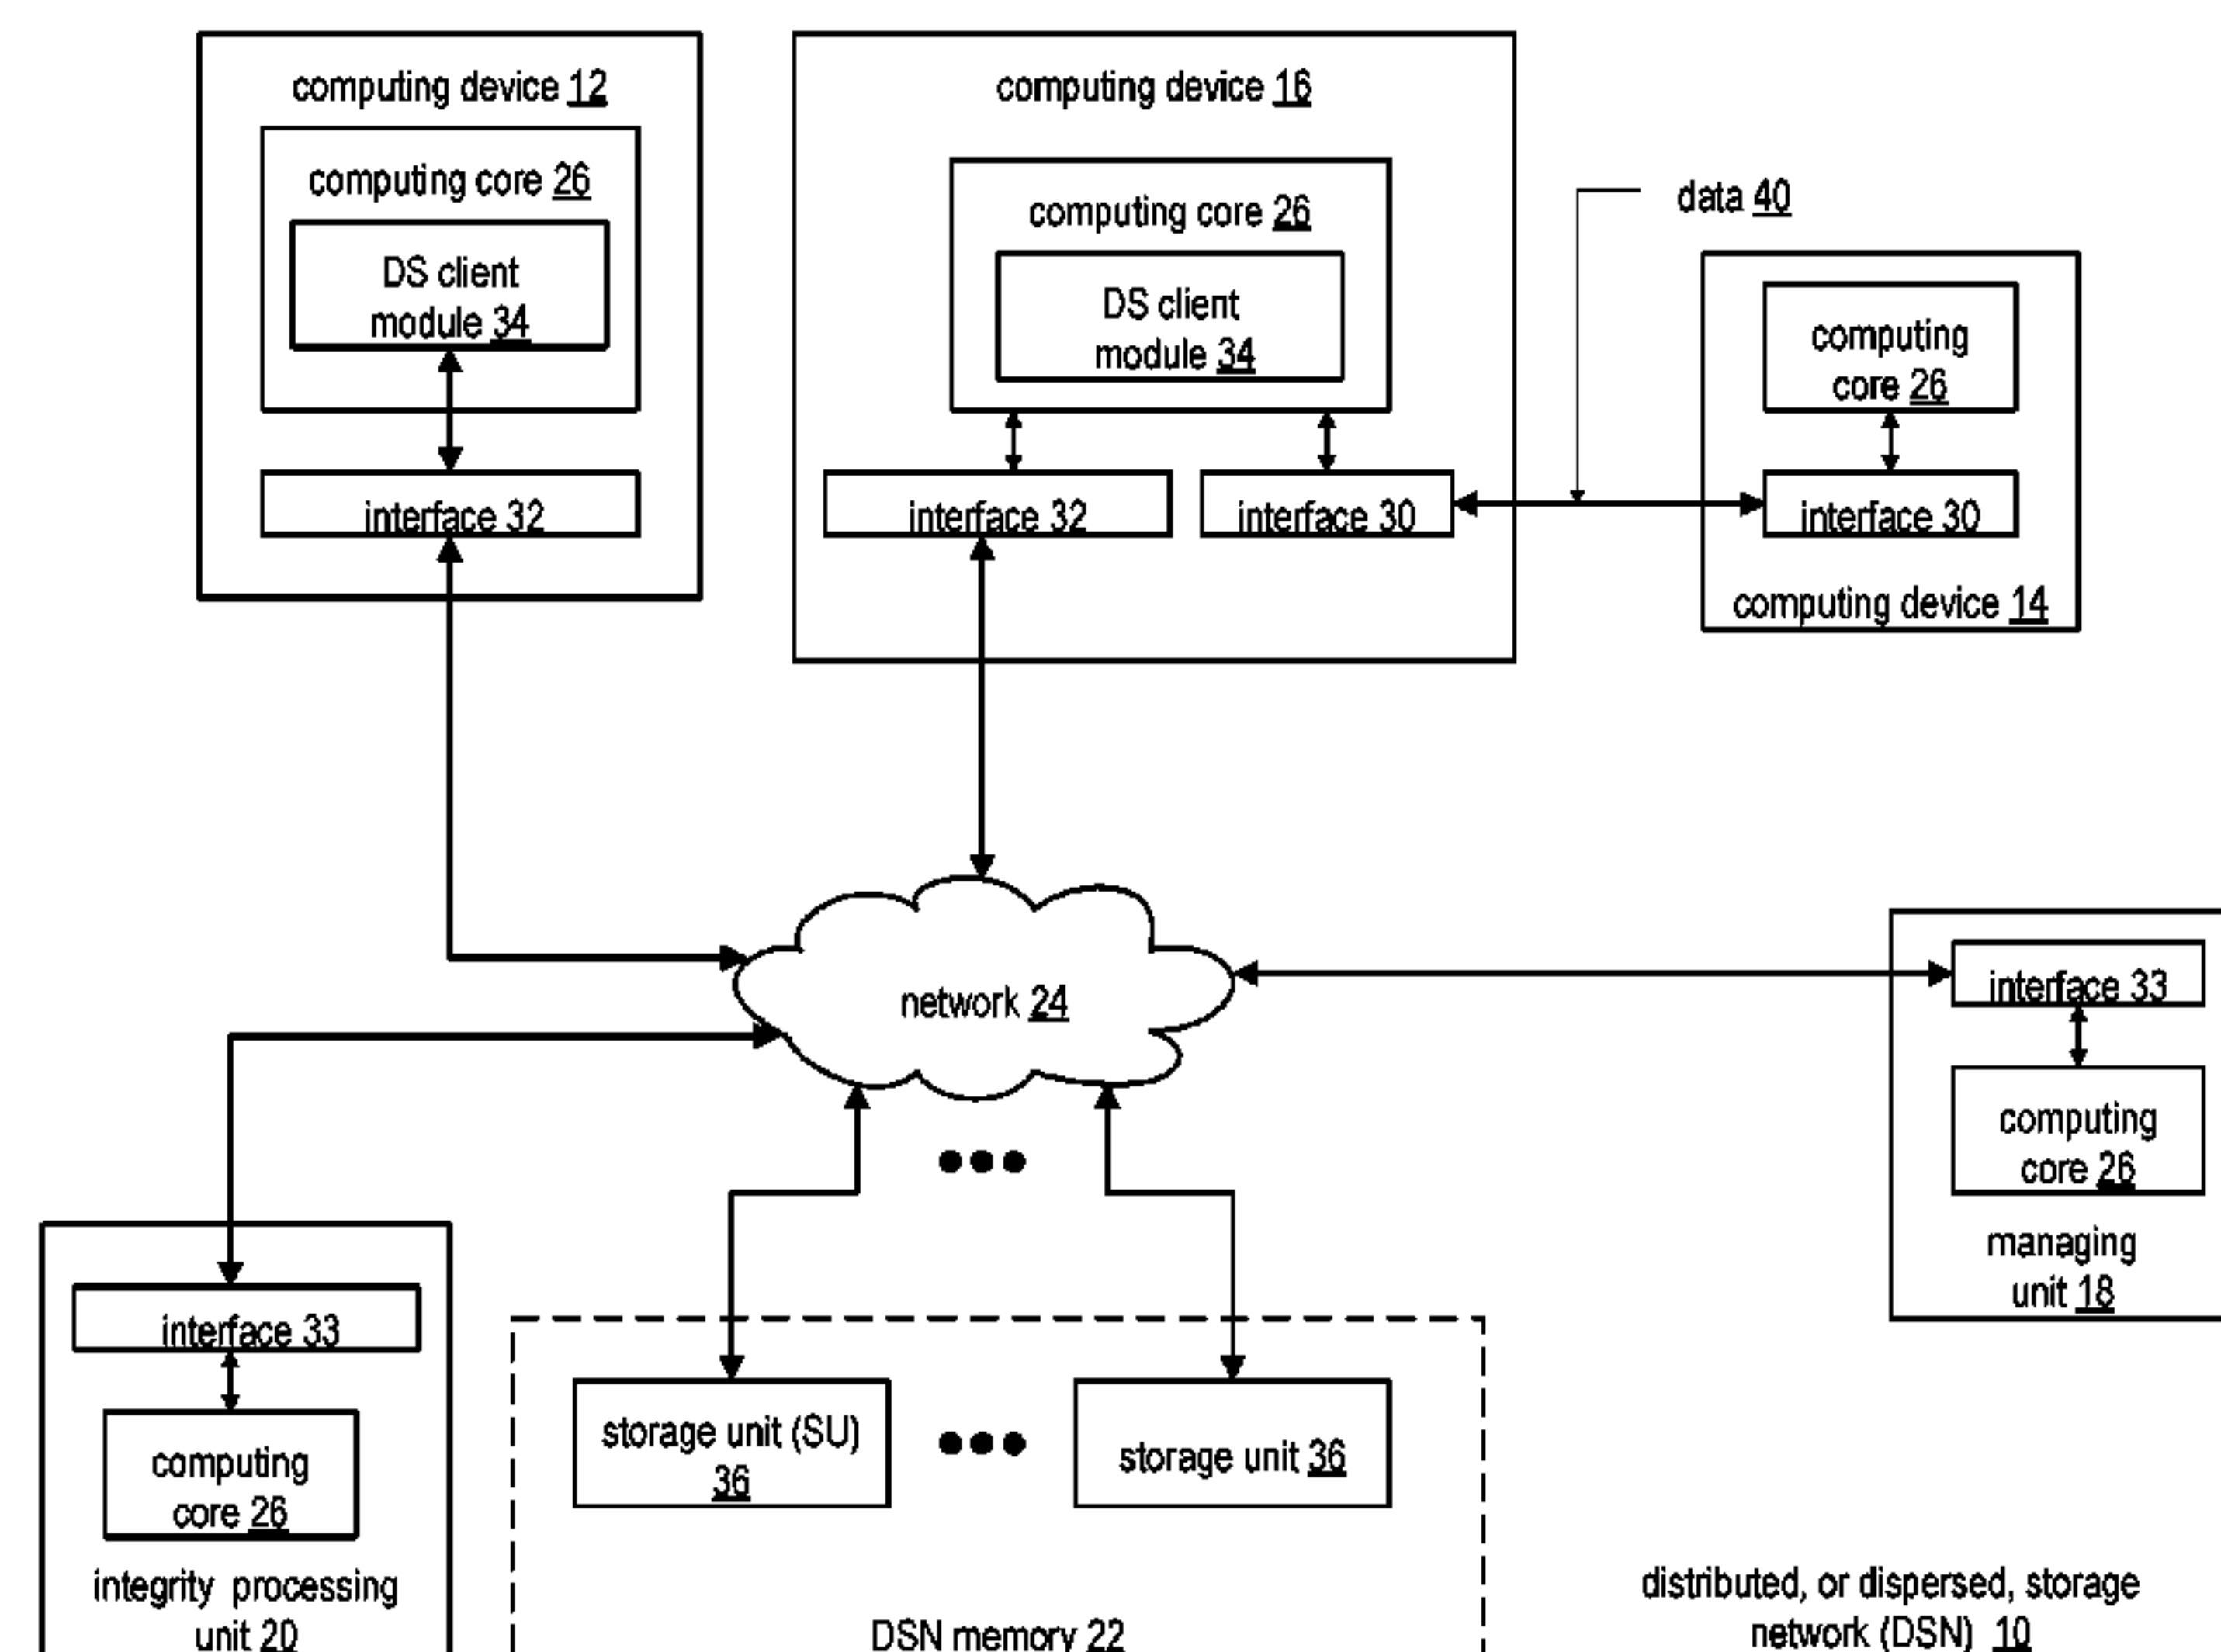 computing device 12
computing core 26
DS client
module 34
interface 32
computing device 16
computing core 26
DS client
module 34
interface 32
interface 30
data 40
computing
core 26
interface 30
computing device 14
network 24
interface 33
computing
core 26
managing
unit 18
interface 33
computing
core 26
integrity processing
unit 20
storage unit (SU)
36
storage unit 36
DSN memory 22
distributed, or dispersed, storage
network (DSN) 10